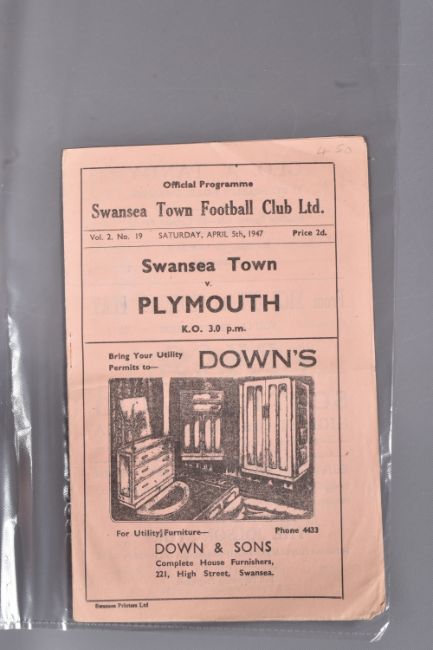 4-50
Official Programme
Swansea Town Football Club Ltd.
Vol. 2. No. 19 SATURDAY, APRIL 5th, 1947 Price 2d.
Swansea Town
v.
PLYMOUTH
K.O. 3.0 p.m.
Bring Your Utility
Permits to—
DOWN'S
For Utility Furniture— Phone 4433
DOWN & SONS
Complete House Furnishers,
221, High Street, Swansea.
Swansea Printers Ltd